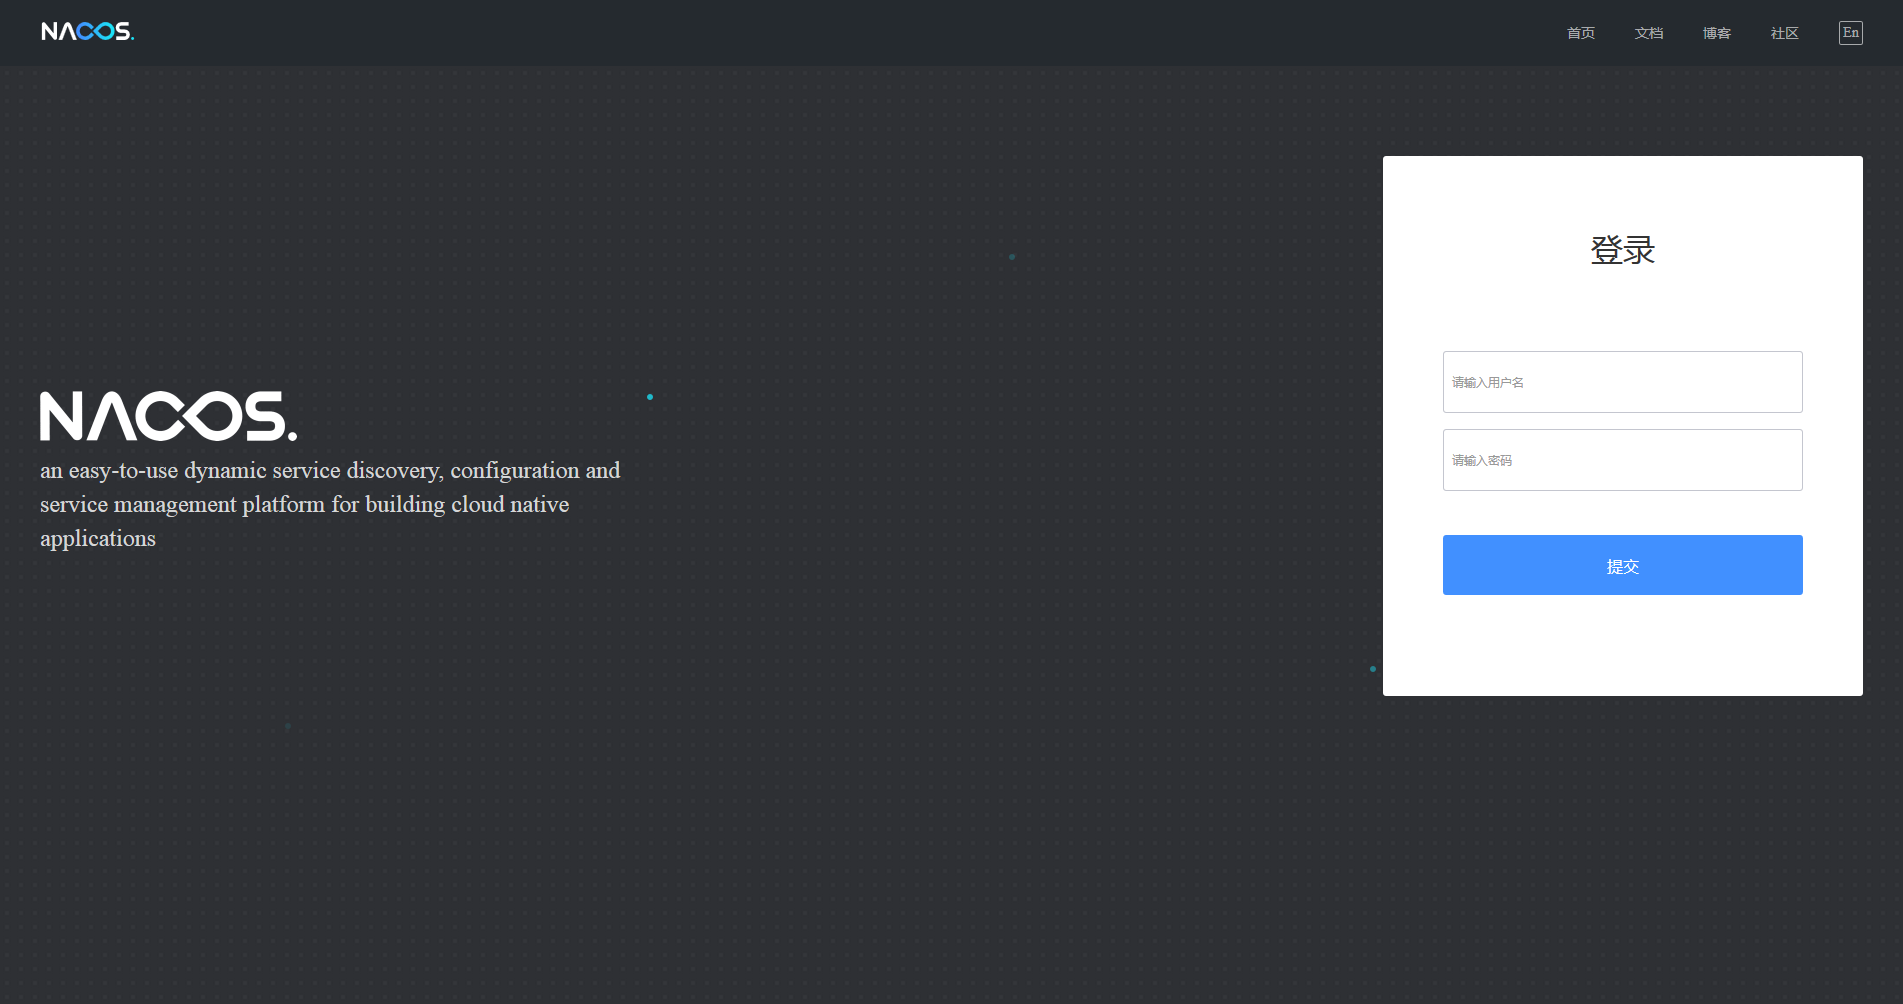 NACOS.
首页 文档 博客 社区 En
登录
请输入用户名
请输入密码
提交
NACOS.
an easy-to-use dynamic service discovery, configuration and
service management platform for building cloud native
applications